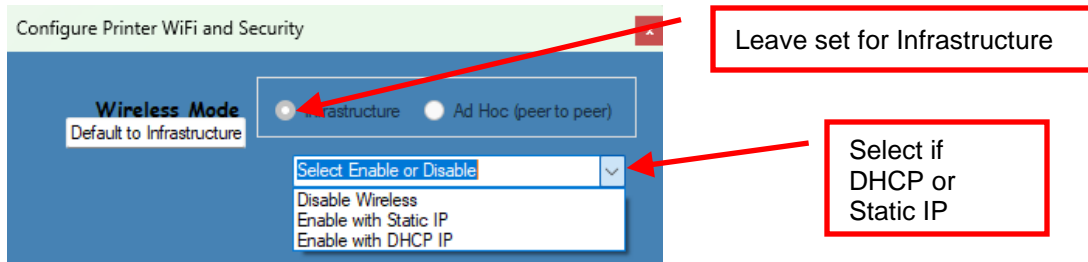 Configure Printer WiFi and Security
x
Leave set for Infrastructure
Wireless Mode
Infrastructure
Ad Hoc (peer to peer)
Default to Infrastructure
Select Enable or Disable
Disable Wireless
Enable with Static IP
Enable with DHCP IP
Select if
DHCP or
Static IP